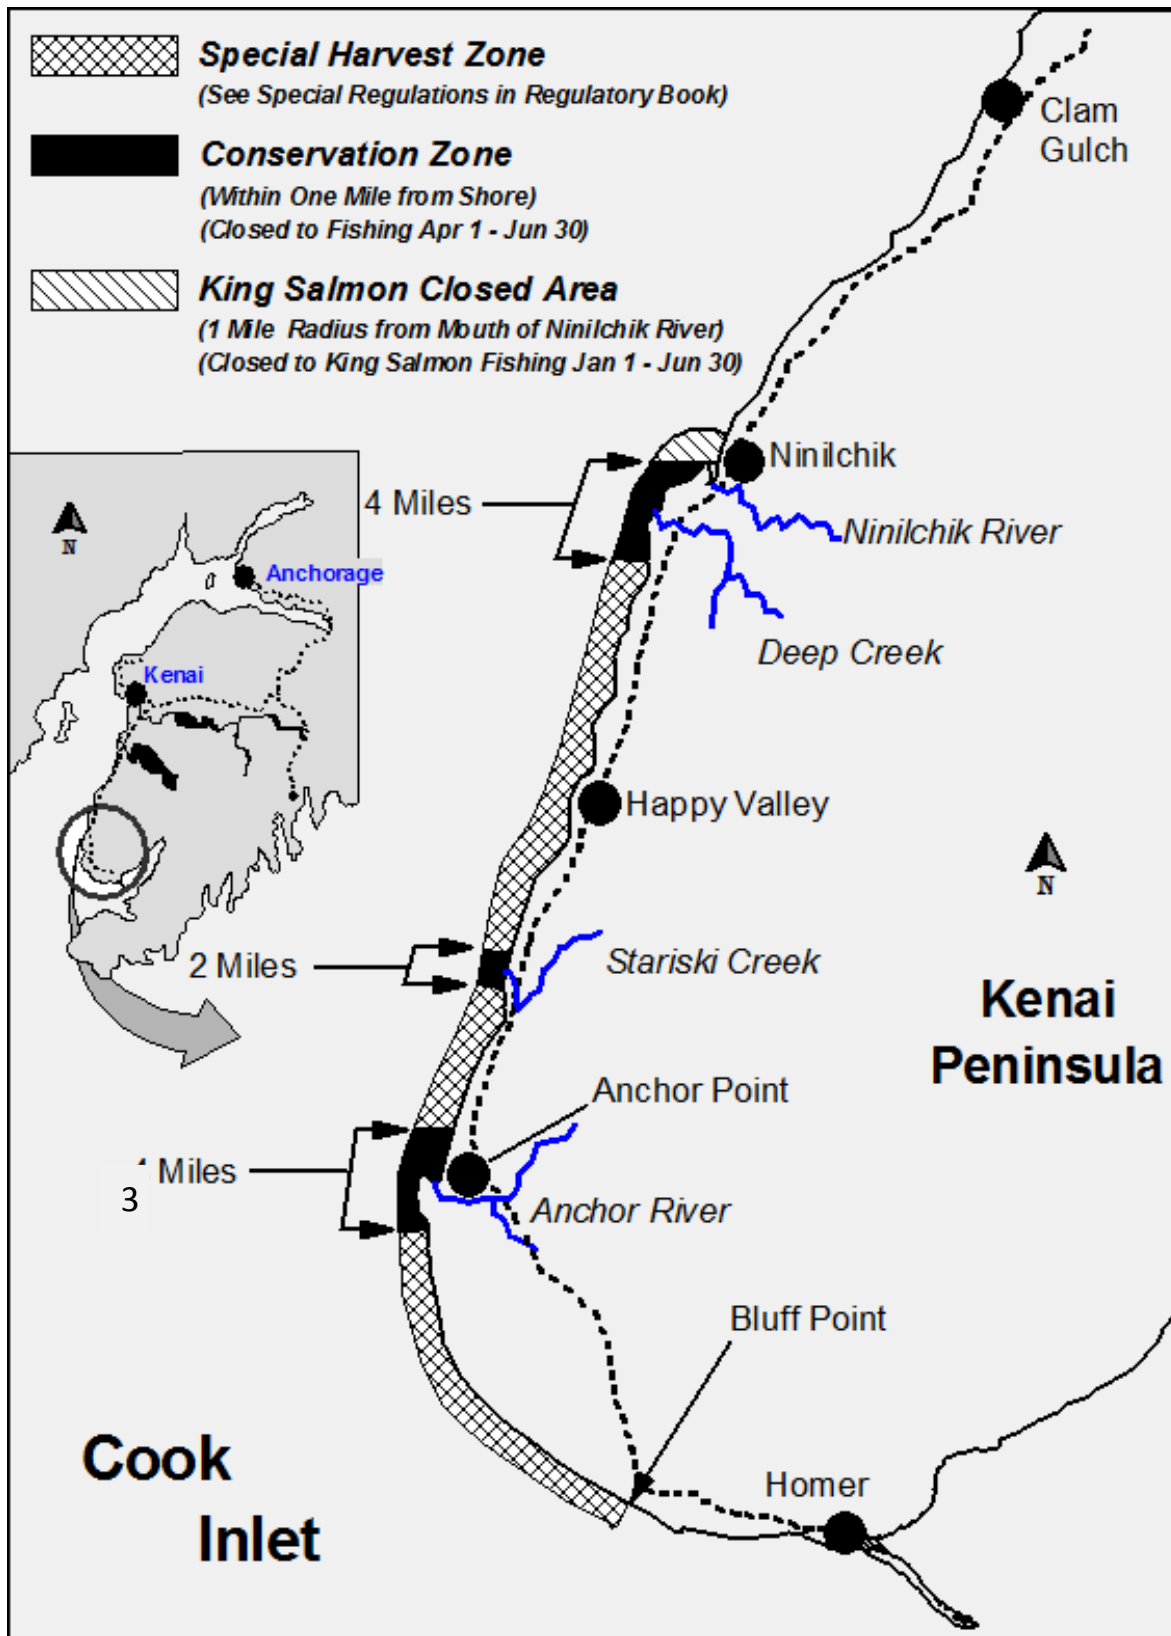 Special Harvest Zone
(See Special Regulations in Regulatory Book)
Conservation Zone
(Within One Mile from Shore)
(Closed to Fishing Apr 1 - Jun 30)
King Salmon Closed Area
(1 Mile Radius from Mouth of Ninilchik River)
(Closed to King Salmon Fishing Jan 1 - Jun 30)
Clam
Gulch
Ninilchik
4 Miles
Ninilchik River
N
Anchorage
Deep Creek
Kenai
Happy Valley
N
2 Miles
Stariski Creek
Kenai
Peninsula
Anchor Point
Miles
3
Anchor River
Bluff Point
Cook
Inlet
Homer